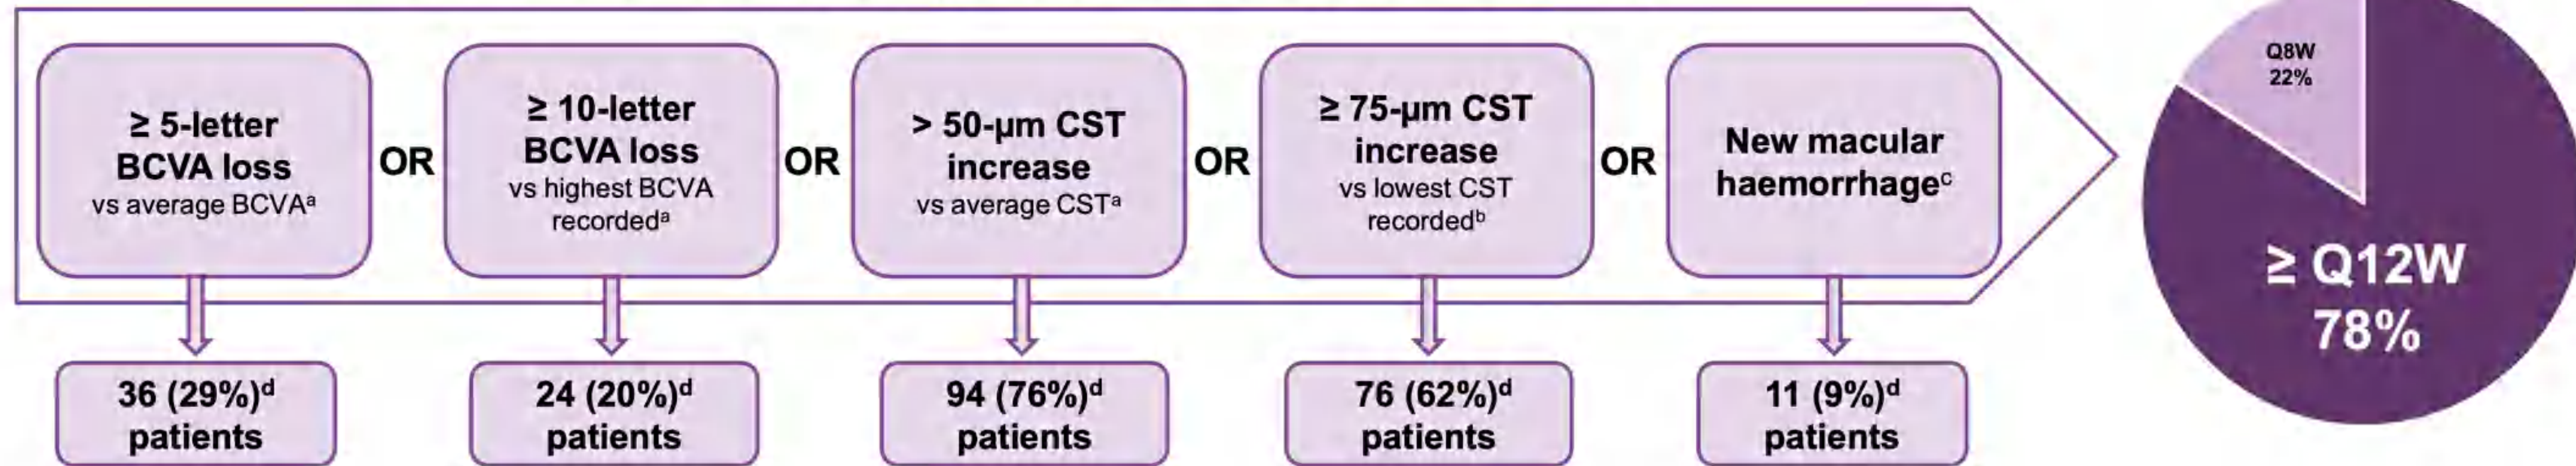 ≥ 5-letter
BCVA loss
vs average BCVAᵃ
OR
≥ 10-letter
BCVA loss
vs highest BCVA
recordedᵃ
OR
> 50-µm CST
increase
vs average CSTᵃ
OR
≥ 75-µm CST
increase
vs lowest CST
recordedᵇ
OR
New macular
haemorrhageᶜ
Q8W
22%
≥ Q12W
78%
36 (29%)ᵈ
patients
24 (20%)ᵈ
patients
94 (76%)ᵈ
patients
76 (62%)ᵈ
patients
11 (9%)ᵈ
patients